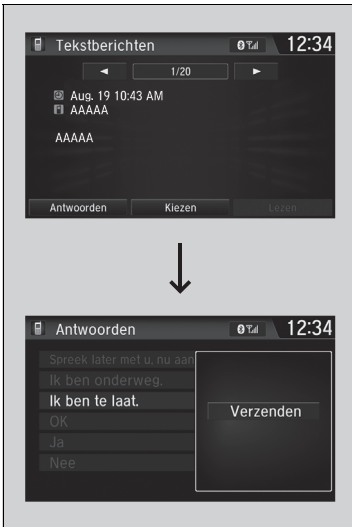 Tekstberichten 12:34
1/20
Aug. 19 10:43 AM
AAAAA
AAAAA
Antwoorden Kiezen Lezen
Antwoorden 12:34
Spreek later met u, nu aan
Ik ben onderweg.
Ik ben te laat.
Verzenden
OK
Ja
Nee